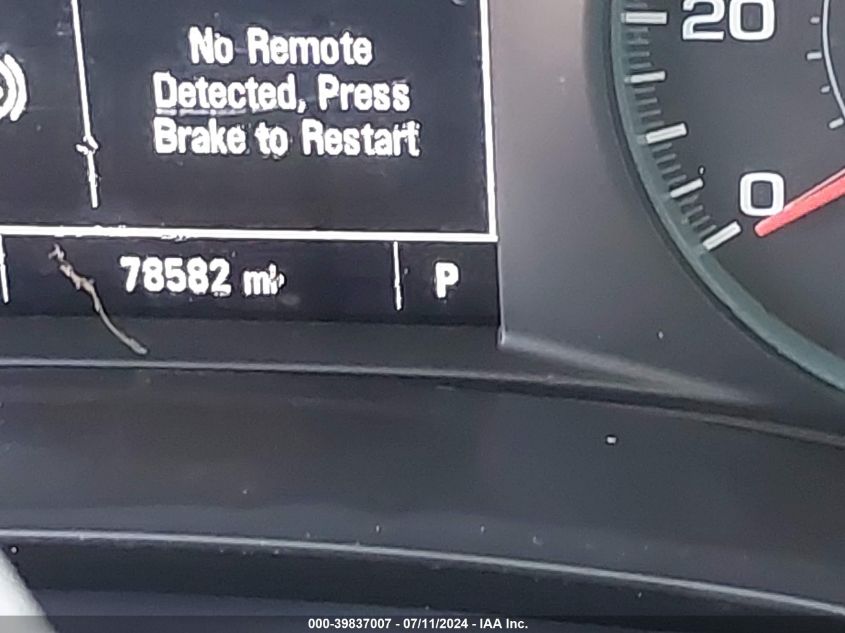 No Remote
Detected, Press
Brake to Restart
20
0
78582 mi
P
000-39837007 - 07/11/2024 - IAA Inc.